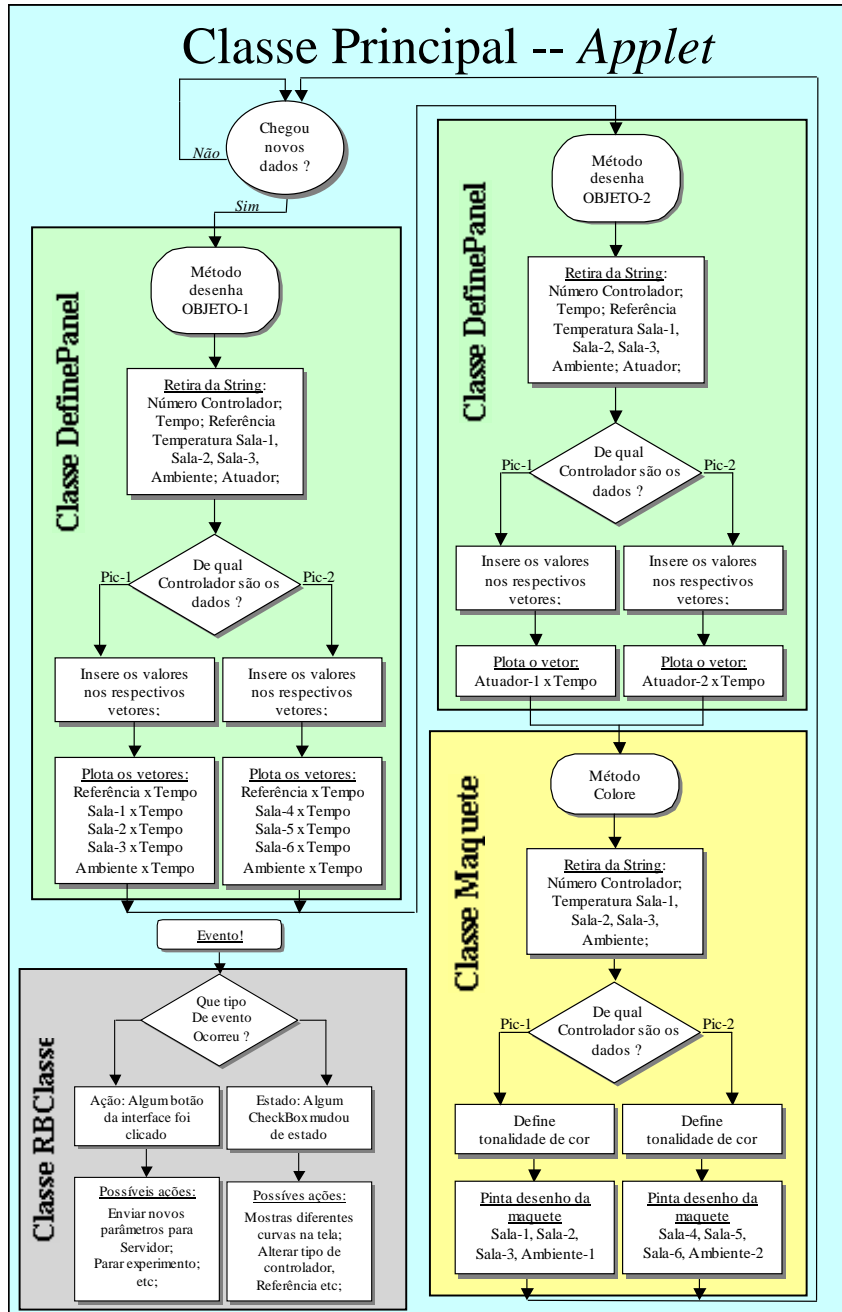 Classe Principal -- Applet
Chegou
novos
dados ?
Não
Sim
Classe DefinePanel
Método
desenha
OBJETO-1
Retira da String:
Número Controlador;
Tempo; Referência
Temperatura Sala-1,
Sala-2, Sala-3,
Ambiente; Atuador;
De qual
Controlador são os
dados ?
Pic-1
Pic-2
Insere os valores
nos respectivos
vetores;
Insere os valores
nos respectivos
vetores;
Plota os vetores:
Referência x Tempo
Sala-1 x Tempo
Sala-2 x Tempo
Sala-3 x Tempo
Ambiente x Tempo
Plota os vetores:
Referência x Tempo
Sala-4 x Tempo
Sala-5 x Tempo
Sala-6 x Tempo
Ambiente x Tempo
Classe DefinePanel
Método
desenha
OBJETO-2
Retira da String:
Número Controlador;
Tempo; Referência
Temperatura Sala-1,
Sala-2, Sala-3,
Ambiente; Atuador;
De qual
Controlador são os
dados ?
Pic-1
Pic-2
Insere os valores
nos respectivos
vetores;
Insere os valores
nos respectivos
vetores;
Plota o vetor:
Atuador-1 x Tempo
Plota o vetor:
Atuador-2 x Tempo
Classe Maquete
Método
Colore
Retira da String:
Número Controlador;
Temperatura Sala-1,
Sala-2, Sala-3,
Ambiente;
De qual
Controlador são os
dados ?
Pic-1
Pic-2
Define
tonalidade de cor
Define
tonalidade de cor
Pinta desenho da
maquete
Sala-1, Sala-2,
Sala-3, Ambiente-1
Pinta desenho da
maquete
Sala-4, Sala-5,
Sala-6, Ambiente-2
Evento!
Classe RBClasse
Que tipo
De evento
Ocorreu ?
Ação: Algum botão
da interface foi
clicado
Estado: Algum
CheckBox mudou
de estado
Possíveis ações:
Enviar novos
parâmetros para
Servidor;
Parar experimento;
etc;
Possíves ações:
Mostras diferentes
curvas na tela;
Alterar tipo de
controlador,
Referência etc;